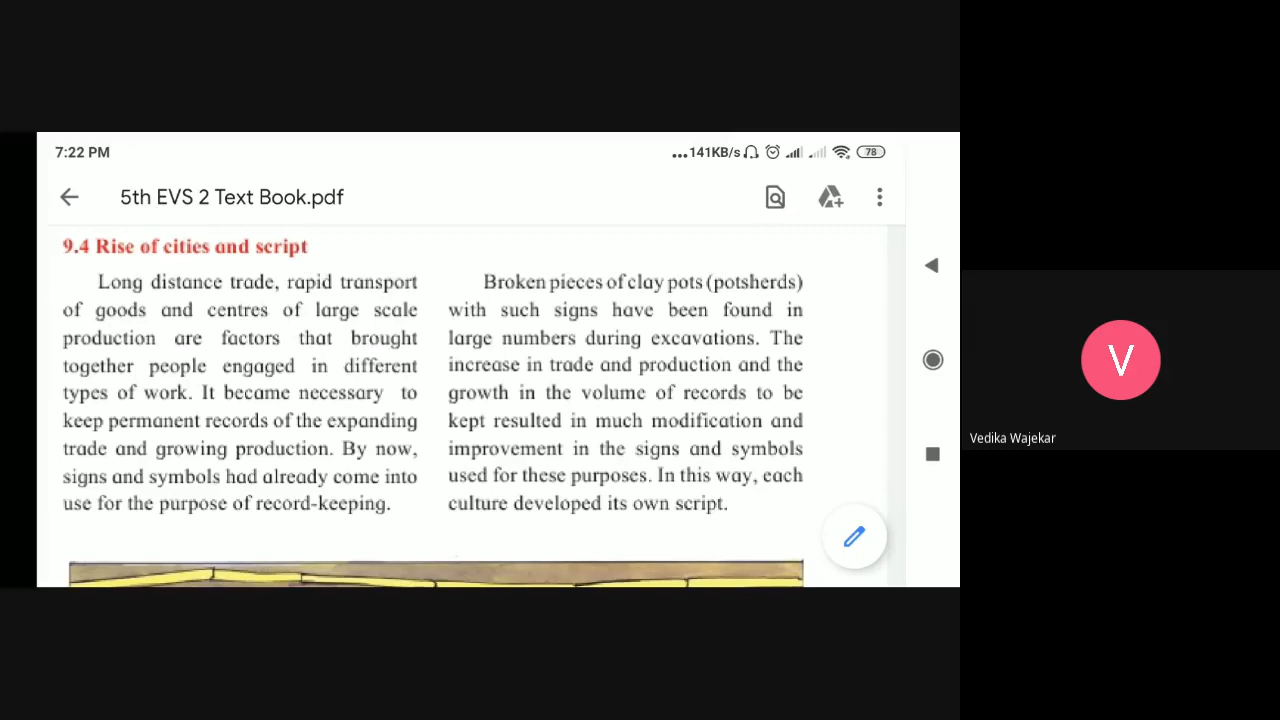 7:22 PM
...141KB/s
78
5th EVS 2 Text Book.pdf
9.4 Rise of cities and script
Long distance trade, rapid transport
of goods and centres of large scale
production are factors that brought
together people engaged in different
types of work. It became necessary to
keep permanent records of the expanding
trade and growing production. By now,
signs and symbols had already come into
use for the purpose of record-keeping.
Broken pieces of clay pots (potsherds)
with such signs have been found in
large numbers during excavations. The
increase in trade and production and the
growth in the volume of records to be
kept resulted in much modification and
improvement in the signs and symbols
used for these purposes. In this way, each
culture developed its own script.
V
Vedika Wajekar